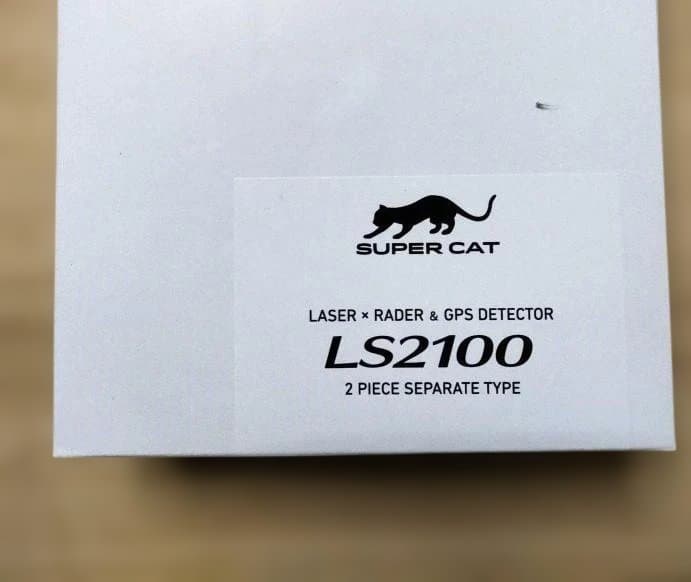 SUPER CAT
LASER × RADER & GPS DETECTOR
LS2100
2 PIECE SEPARATE TYPE